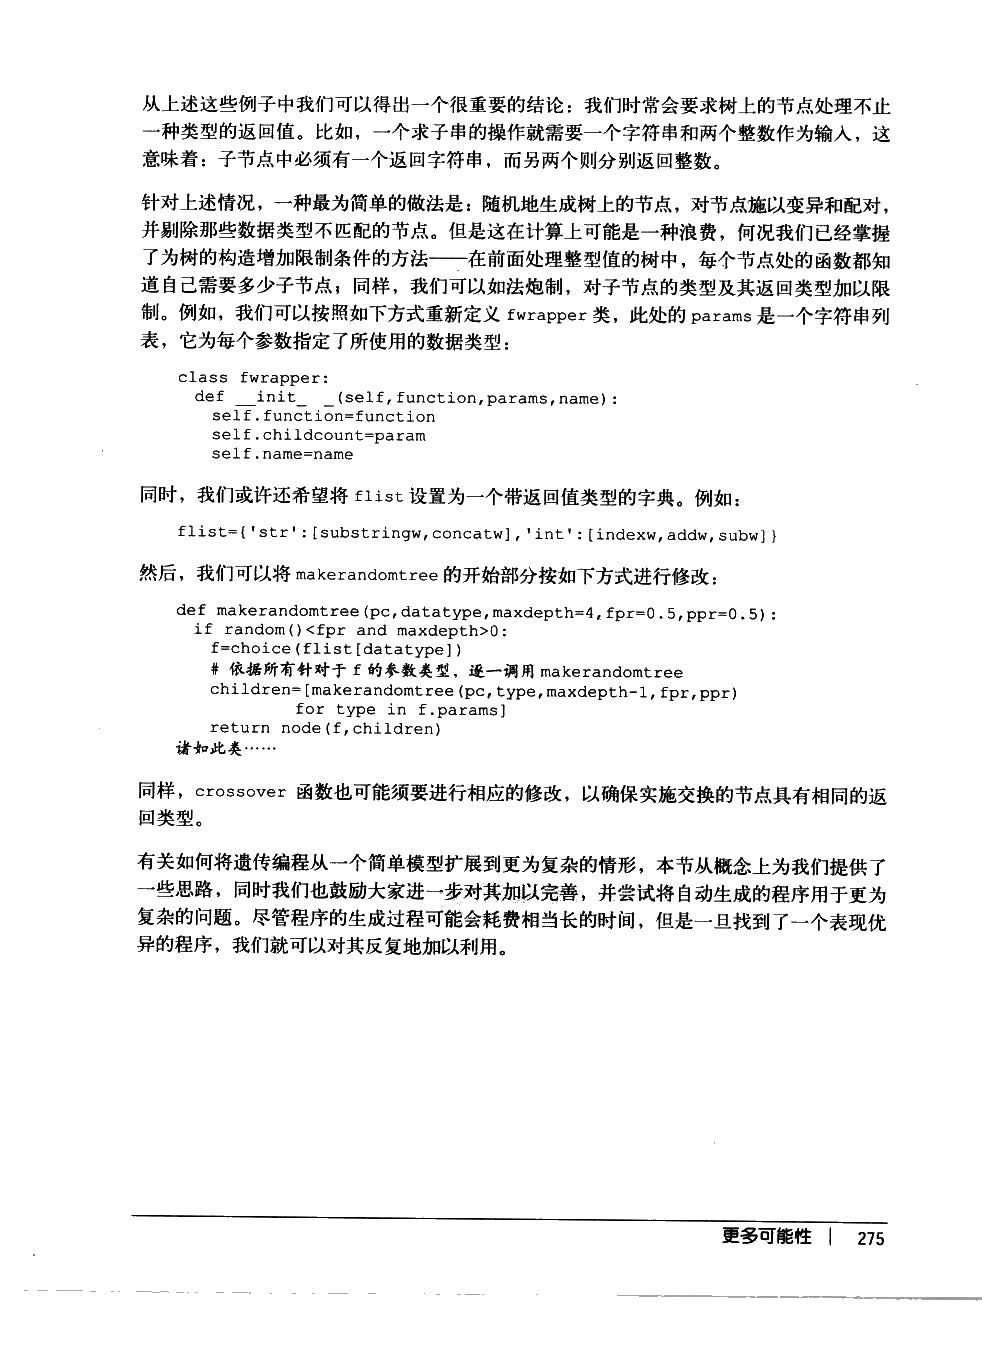 从上述这些例子中我们可以得出一个很重要的结论：我们时常会要求树上的节点处理不止
一种类型的返回值。比如，一个求子串的操作就需要一个字符串和两个整数作为输入，这
意味着：子节点中必须有一个返回字符串，而另两个则分别返回整数。
针对上述情况，一种最为简单的做法是：随机地生成树上的节点，对节点施以变异和配对，
并剔除那些数据类型不匹配的节点。但是这在计算上可能是一种浪费，何况我们已经掌握
了为树的构造增加限制条件的方法——在前面处理整型值的树中，每个节点处的函数都知
道自己需要多少子节点；同样，我们可以如法炮制，对子节点的类型及其返回类型加以限
制。例如，我们可以按照如下方式重新定义 fwrapper 类，此处的 params 是一个字符串列
表，它为每个参数指定了所使用的数据类型：
class fwrapper:
def __init_ _(self,function,params,name):
self.function=function
self.childcount=param
self.name=name
同时，我们或许还希望将 flist 设置为一个带返回值类型的字典。例如：
flist={'str':[substringw,concatw],'int':[indexw,addw,subw]}
然后，我们可以将 makerandomtree 的开始部分按如下方式进行修改：
def makerandomtree(pc,datatype,maxdepth=4,fpr=0.5,ppr=0.5):
if random()<fpr and maxdepth>0:
f=choice(flist[datatype])
# 依据所有针对于 f 的参数类型，逐一调用 makerandomtree
children=[makerandomtree(pc,type,maxdepth-1,fpr,ppr)
for type in f.params]
return node(f,children)
诸如此类……
同样，crossover 函数也可能须要进行相应的修改，以确保实施交换的节点具有相同的返
回类型。
有关如何将遗传编程从一个简单模型扩展到更为复杂的情形，本节从概念上为我们提供了
一些思路，同时我们也鼓励大家进一步对其加以完善，并尝试将自动生成的程序用于更为
复杂的问题。尽管程序的生成过程可能会耗费相当长的时间，但是一旦找到了一个表现优
异的程序，我们就可以对其反复地加以利用。
更多可能性 | 275